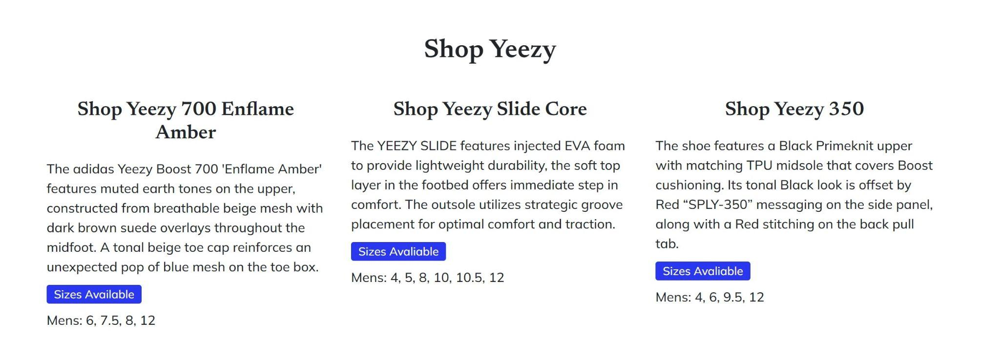 Shop Yeezy
Shop Yeezy 700 Enflame
Amber
The adidas Yeezy Boost 700 'Enflame Amber'
features muted earth tones on the upper,
constructed from breathable beige mesh with
dark brown suede overlays throughout the
midfoot. A tonal beige toe cap reinforces an
unexpected pop of blue mesh on the toe box.
Sizes Available
Mens: 6, 7.5, 8, 12
Shop Yeezy Slide Core
The YEEZY SLIDE features injected EVA foam
to provide lightweight durability, the soft top
layer in the footbed offers immediate step in
comfort. The outsole utilizes strategic groove
placement for optimal comfort and traction.
Sizes Avaliable
Mens: 4, 5, 8, 10, 10.5, 12
Shop Yeezy 350
The shoe features a Black Primeknit upper
with matching TPU midsole that covers Boost
cushioning. Its tonal Black look is offset by
Red “SPLY-350” messaging on the side panel,
along with a Red stitching on the back pull
tab.
Sizes Avaliable
Mens: 4, 6, 9.5, 12